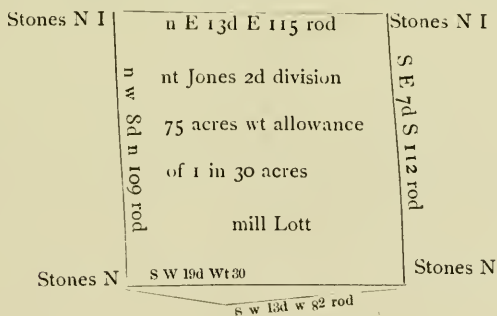 Stones N I
n E 13d E 115 rod
Stones N I
nt Jones 2d division
75 acres wt allowance
of 1 in 30 acres
mill Lott
n w 8d n 109 rod
S E 7d S 112 rod
Stones N
S W 19d Wt 30
Stones N
S W 13d w 82 rod